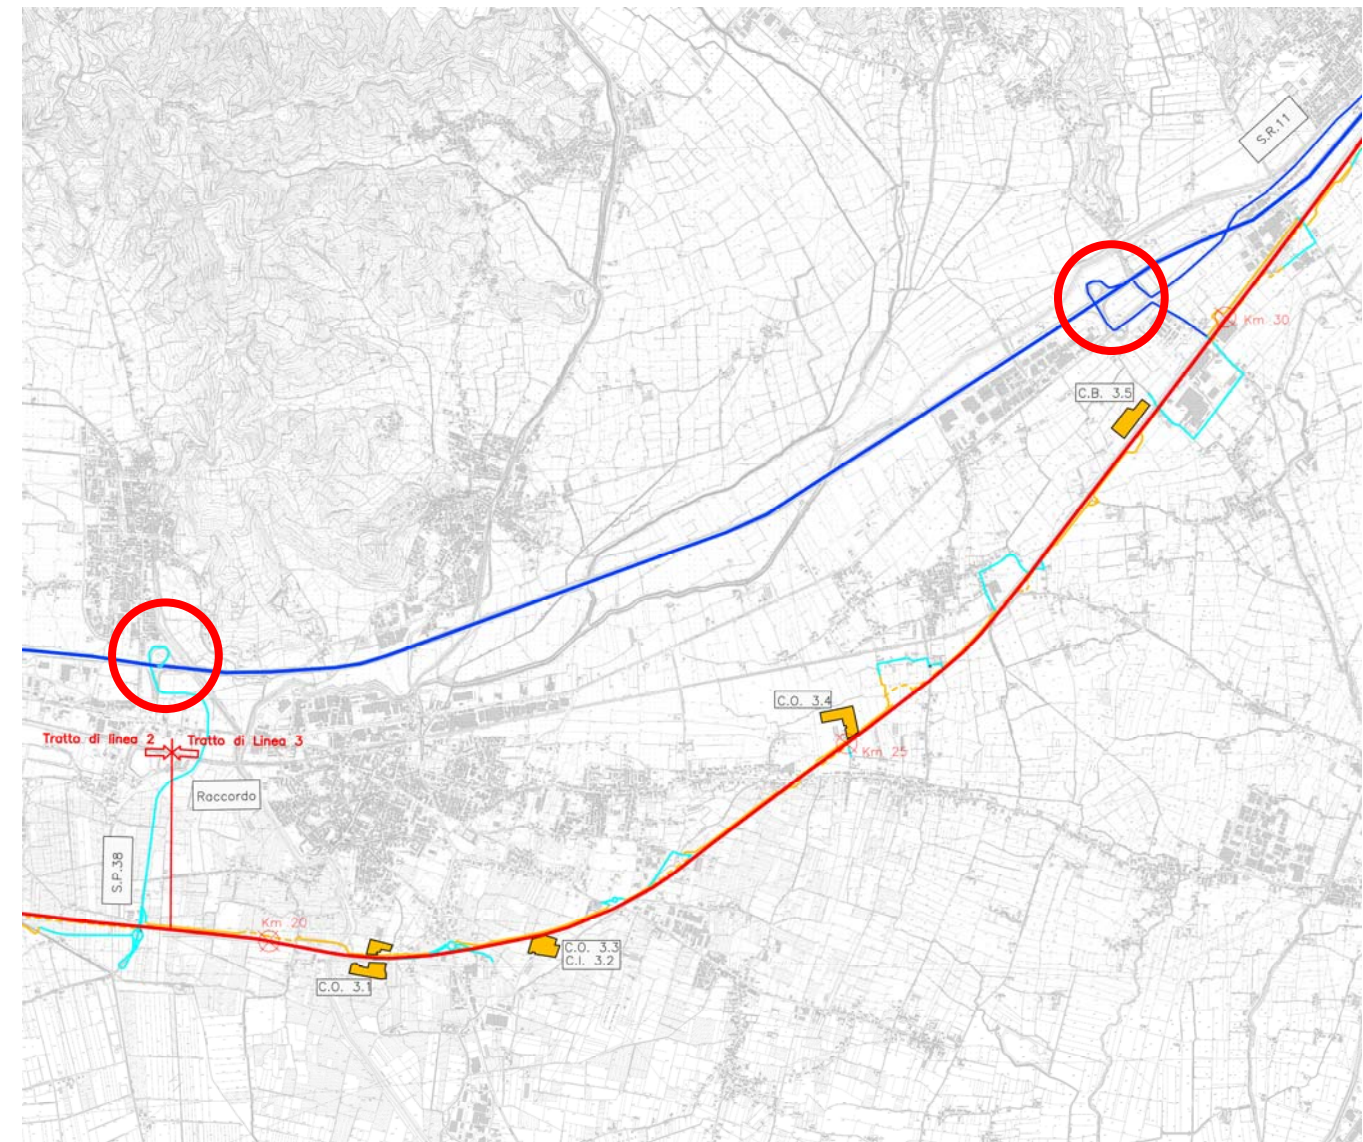 S.R.11
Km 30
C.B. 3.5
C.O. 3.4
Km 25
Tratto di linea 2
Tratto di Linea 3
Raccordo
S.P.38
Km 20
C.O. 3.3
C.I. 3.2
C.O. 3.1